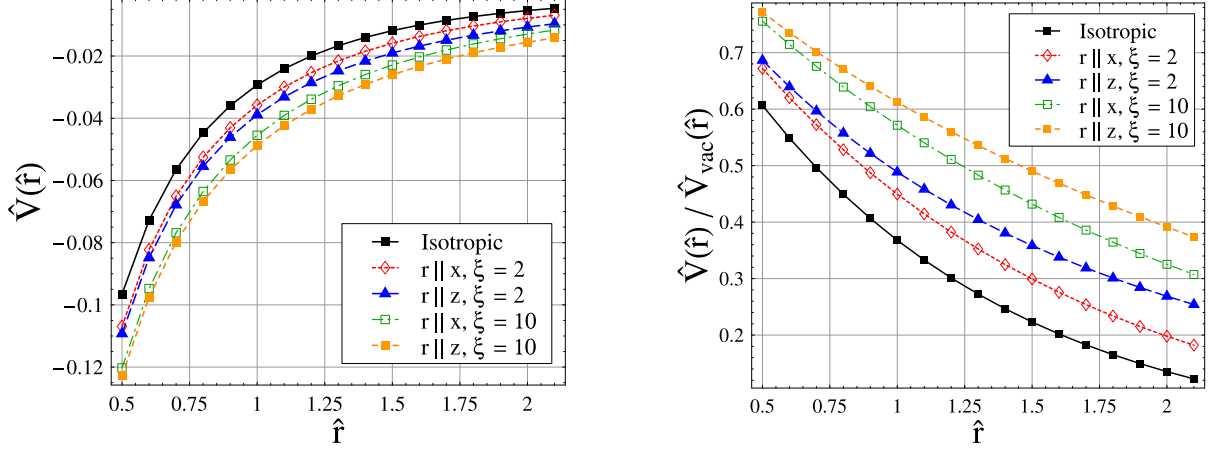 −0.02
−0.04
−0.06
−0.08
−0.1
−0.12
V̂(r̂)
Isotropic
r || x, ξ = 2
r || z, ξ = 2
r || x, ξ = 10
r || z, ξ = 10
0.5 0.75 1 1.25 1.5 1.75 2
r̂
0.7
0.6
0.5
0.4
0.3
0.2
V̂(r̂) / V̂vac(r̂)
Isotropic
r || x, ξ = 2
r || z, ξ = 2
r || x, ξ = 10
r || z, ξ = 10
0.5 0.75 1 1.25 1.5 1.75 2
r̂